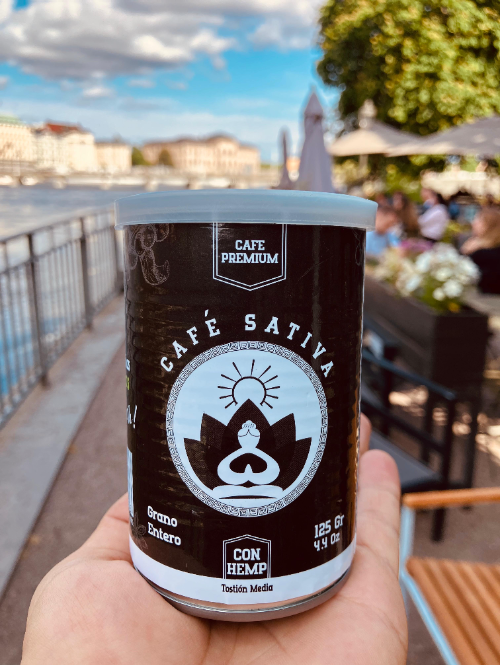 CAFE
PREMIUM
CAFÉ SATIVA
Grano
Entero
125 Gr
4.4 Oz
CON
HEMP
Tostión Media